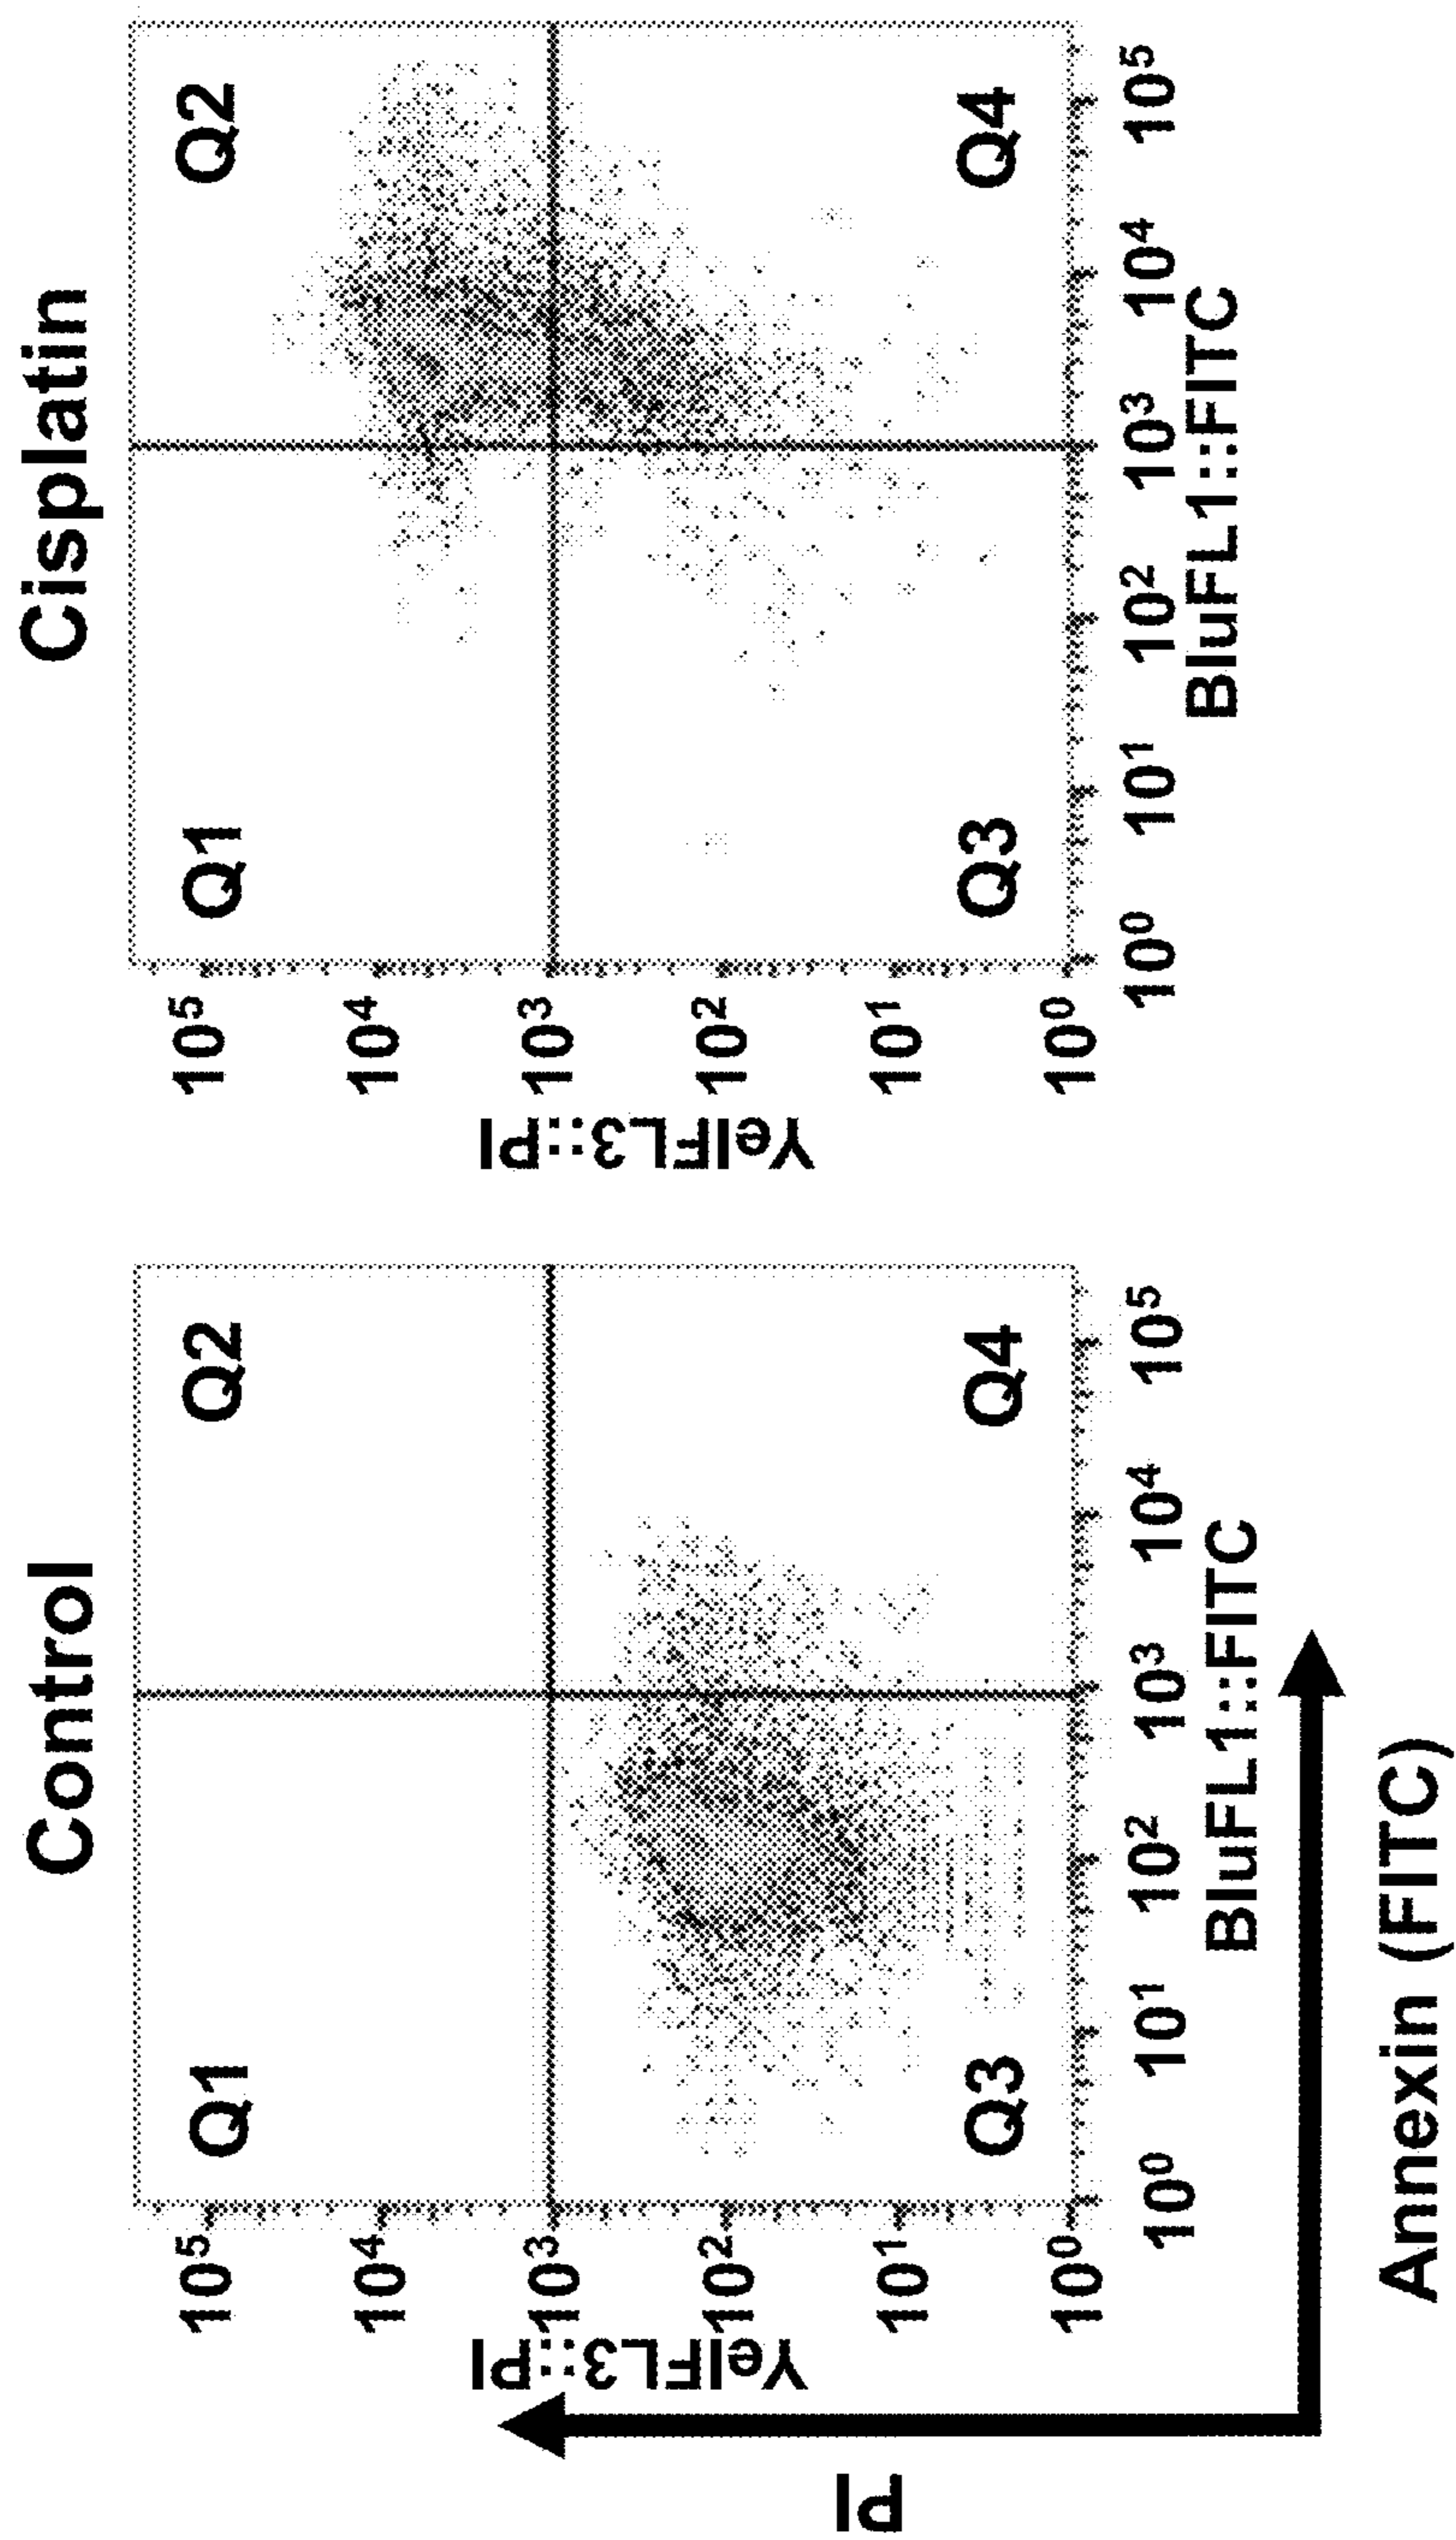 Control
Q1
Q2
Q3
Q4
10⁵
10⁴
10³
10²
10¹
10⁰
YelFL3::PI
10⁰
10¹
10²
10³
10⁴
10⁵
BluFL1::FITC
Cisplatin
Q1
Q2
Q3
Q4
10⁵
10⁴
10³
10²
10¹
10⁰
YelFL3::PI
10⁰
10¹
10²
10³
10⁴
10⁵
BluFL1::FITC
PI
Annexin (FITC)